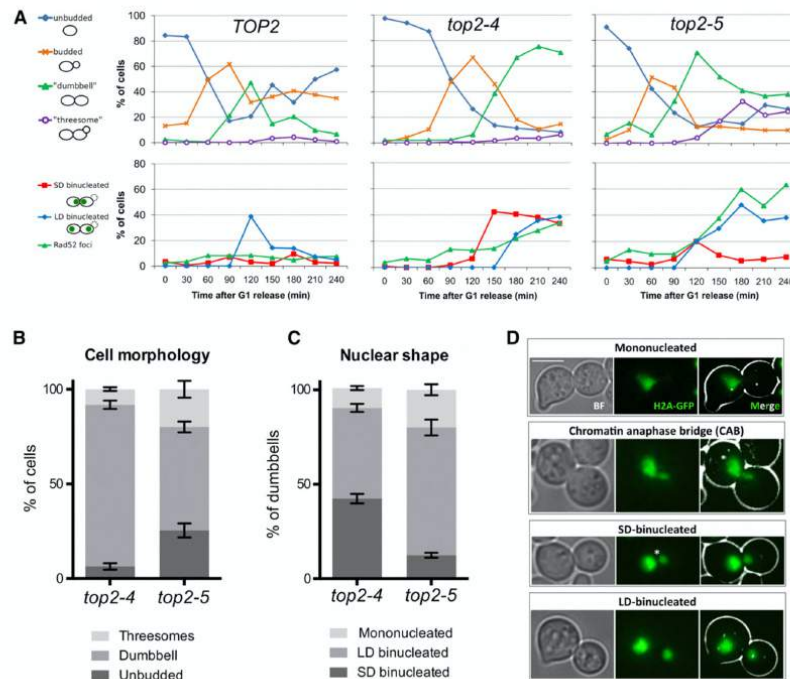 A
TOP2
top2-4
top2-5
unbudded
budded
"dumbbell"
"threesome"
% of cells
100
80
60
40
20
0
SD binucleated
LD binucleated
Rad52 foci
% of cells
80
60
40
20
0
0 30 60 90 120 150 180 210 240
0 30 60 90 120 150 180 210 240
0 30 60 90 120 150 180 210 240
Time after G1 release (min)
Time after G1 release (min)
Time after G1 release (min)
B
Cell morphology
% of cells
100
50
0
top2-4 top2-5
Threesomes
Dumbbell
Unbudded
C
Nuclear shape
% of dumbbells
100
50
0
top2-4 top2-5
Mononucleated
LD binucleated
SD binucleated
D
Mononucleated
BF H2A-GFP Merge
Chromatin anaphase bridge (CAB)
SD-binucleated
*
LD-binucleated